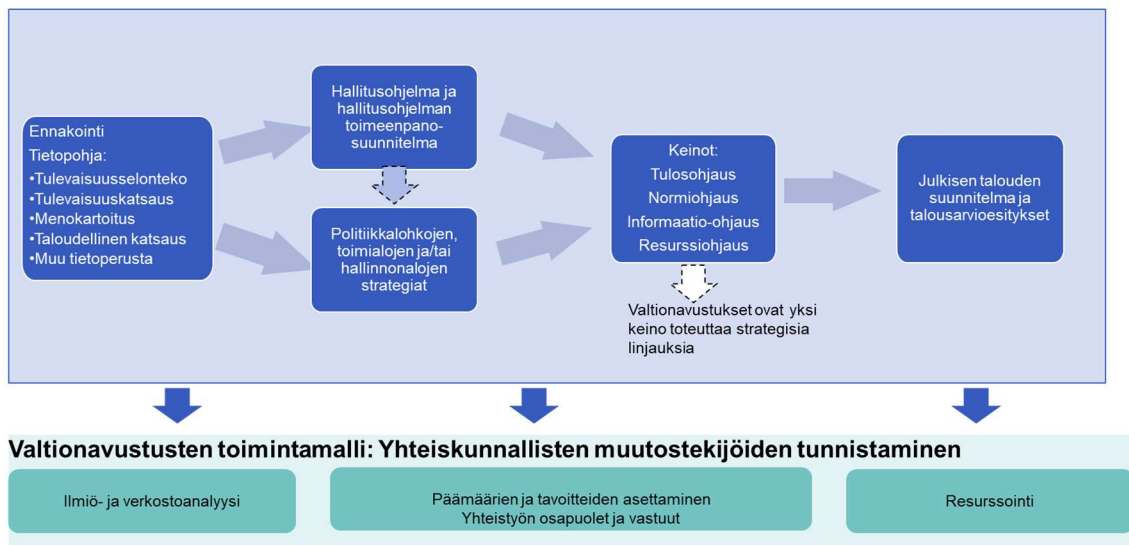 Ennakointi
Tietopohja:
•Tulevaisuusselonteko
•Tulevaisuuskatsaus
•Menokartoitus
•Taloudellinen katsaus
•Muu tietoperusta
Hallitusohjelma ja
hallitusohjelman
toimeenpano-
suunnitelma
Politiikkalohkojen,
toimialojen ja/tai
hallinnonalojen
strategiat
Keinot:
Tulosohjaus
Normiohjaus
Informaatio-ohjaus
Resurssiohjaus
Valtionavustukset ovat yksi
keino toteuttaa strategisia
linjauksia
Julkisen talouden
suunnitelma ja
talousarvioesitykset
Valtionavustusten toimintamalli: Yhteiskunnallisten muutostekijöiden tunnistaminen
Ilmiö- ja verkostoanalyysi
Päämäärien ja tavoitteiden asettaminen
Yhteistyön osapuolet ja vastuut
Resurssointi